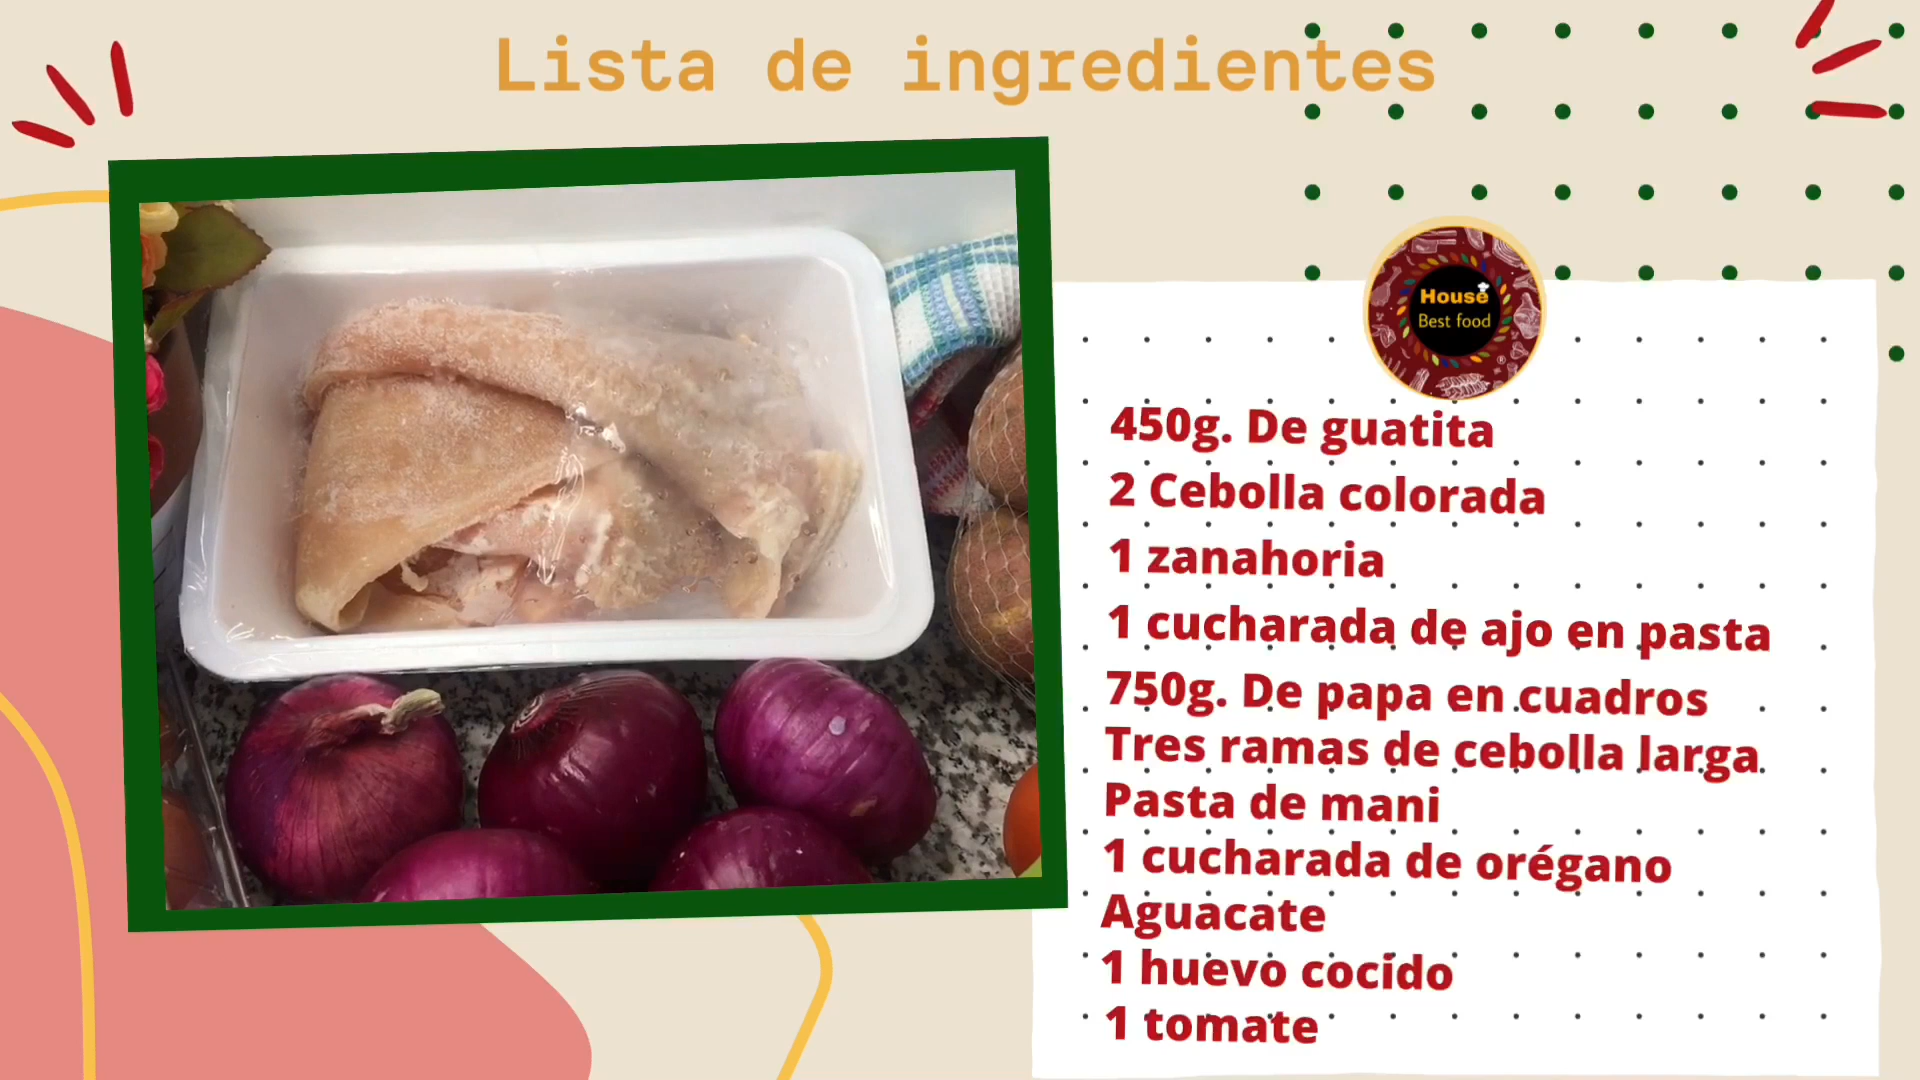 Lista de ingredientes
House
Best food
450g. De guatita
2 Cebolla colorada
1 zanahoria
1 cucharada de ajo en pasta
750g. De papa en cuadros
Tres ramas de cebolla larga
Pasta de mani
1 cucharada de orégano
Aguacate
1 huevo cocido
1 tomate